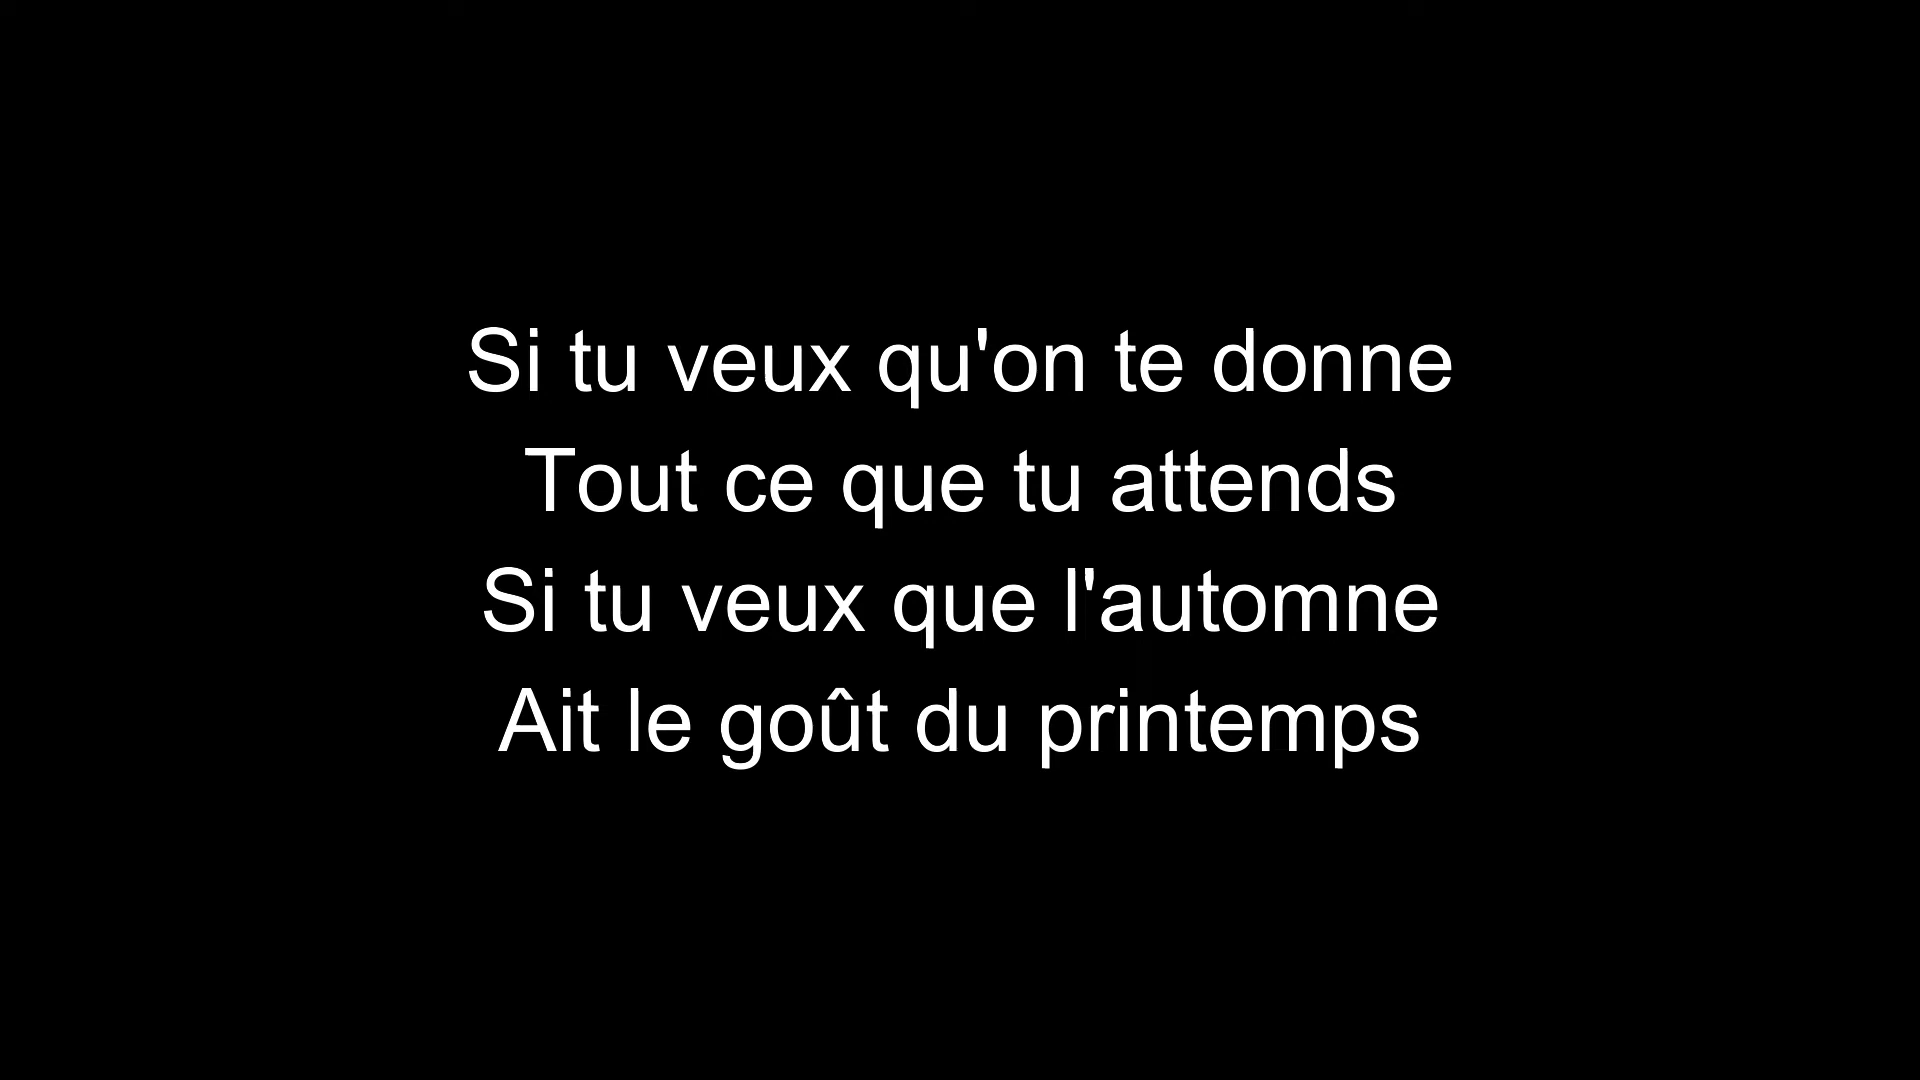 Si tu veux qu'on te donne
Tout ce que tu attends
Si tu veux que l'automne
Ait le goût du printemps